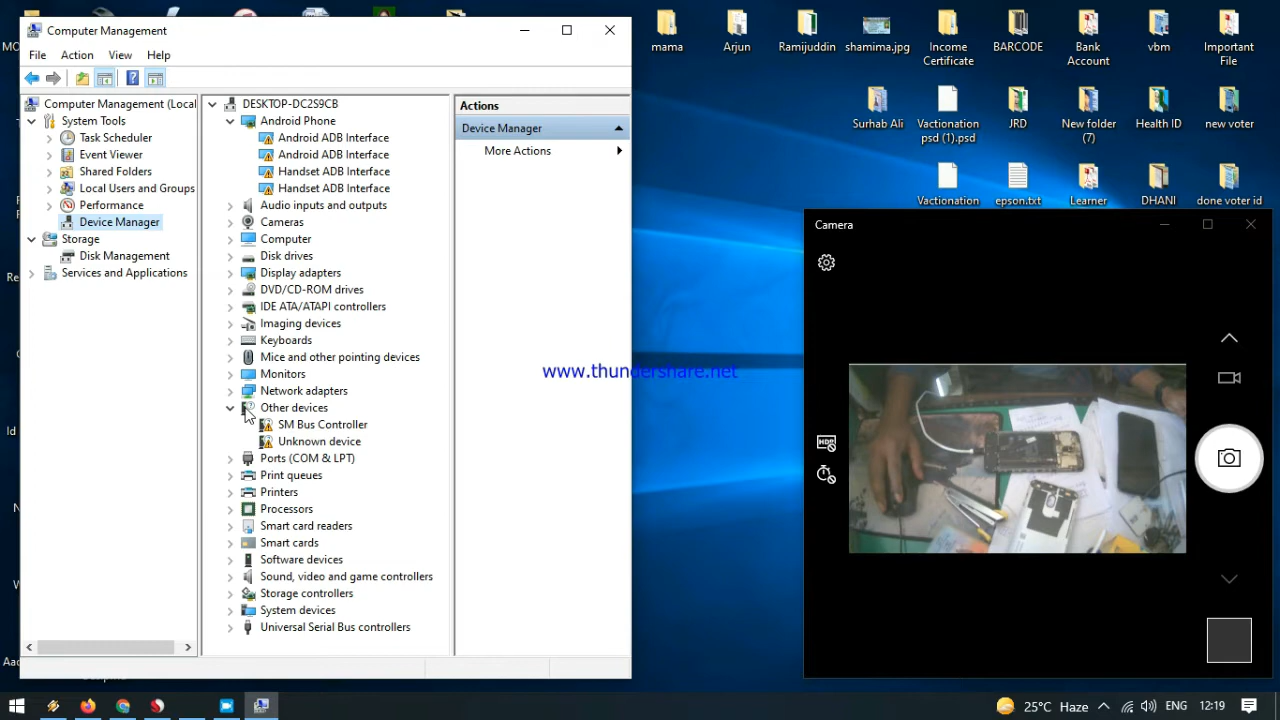 Computer Management
File Action View Help
Computer Management (Local
System Tools
Task Scheduler
Event Viewer
Shared Folders
Local Users and Groups
Performance
Device Manager
Storage
Disk Management
Services and Applications
DESKTOP-DC2S9CB
Android Phone
Android ADB Interface
Android ADB Interface
Handset ADB Interface
Handset ADB Interface
Audio inputs and outputs
Cameras
Computer
Disk drives
Display adapters
DVD/CD-ROM drives
IDE ATA/ATAPI controllers
Imaging devices
Keyboards
Mice and other pointing devices
Monitors
Network adapters
Other devices
SM Bus Controller
Unknown device
Ports (COM & LPT)
Print queues
Printers
Processors
Smart card readers
Smart cards
Software devices
Sound, video and game controllers
Storage controllers
System devices
Universal Serial Bus controllers
Actions
Device Manager
More Actions
www.thundershare.net
mama
Arjun
Ramijuddin
shamima.jpg
Income
Certificate
BARCODE
Bank
Account
vbm
Important
File
Surhab Ali
Vactionation
psd (1).psd
JRD
New folder
(7)
Health ID
new voter
Vactionation
epson.txt
Learner
DHANI
done voter id
Camera
HDR
25°C Haze
ENG
12:19